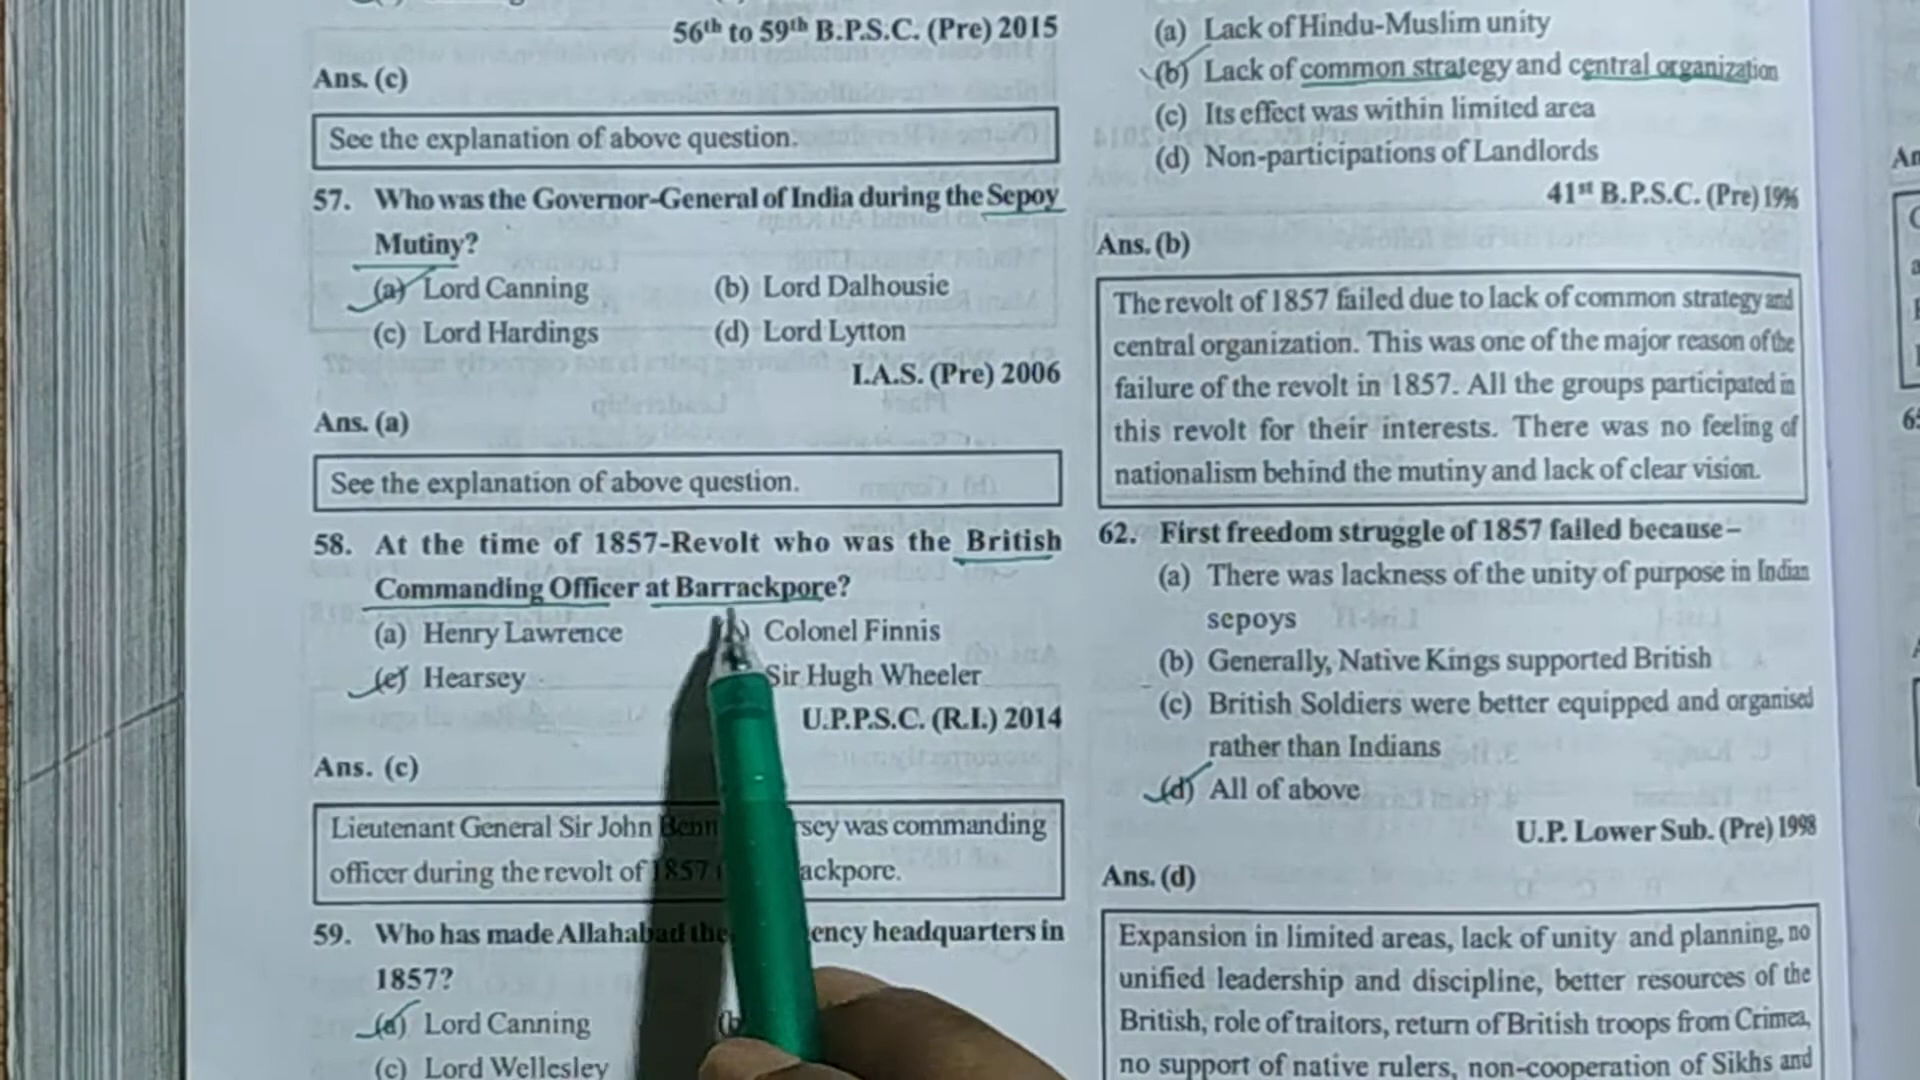 56th to 59th B.P.S.C. (Pre) 2015
Ans. (c)
See the explanation of above question.
57. Who was the Governor-General of India during the Sepoy
Mutiny?
(a) Lord Canning (b) Lord Dalhousie
(c) Lord Hardings (d) Lord Lytton
I.A.S. (Pre) 2006
Ans. (a)
See the explanation of above question.
58. At the time of 1857-Revolt who was the British
Commanding Officer at Barrackpore?
(a) Henry Lawrence Colonel Finnis
(c) Hearsey Sir Hugh Wheeler
U.P.P.S.C. (R.I.) 2014
Ans. (c)
Lieutenant General Sir John was commanding
officer during the revolt of 1857
59. Who has made Allahabad the headquarters in
1857?
(a) Lord Canning
(c) Lord Wellesley
(a) Lack of Hindu-Muslim unity
(b) Lack of common strategy and central organization
(c) Its effect was within limited area
(d) Non-participations of Landlords
41st B.P.S.C. (Pre) 1996
Ans. (b)
The revolt of 1857 failed due to lack of common strategy and
central organization. This was one of the major reason of the
failure of the revolt in 1857. All the groups participated in
this revolt for their interests. There was no feeling of
nationalism behind the mutiny and lack of clear vision.
62. First freedom struggle of 1857 failed because–
(a) There was lackness of the unity of purpose in Indian
sepoys
(b) Generally, Native Kings supported British
(c) British Soldiers were better equipped and organised
rather than Indians
(d) All of above
U.P. Lower Sub. (Pre) 1998
Ans. (d)
Expansion in limited areas, lack of unity and planning, no
unified leadership and discipline, better resources of the
British, role of traitors, return of British troops from Crimea,
no support of native rulers, non-cooperation of Sikhs and